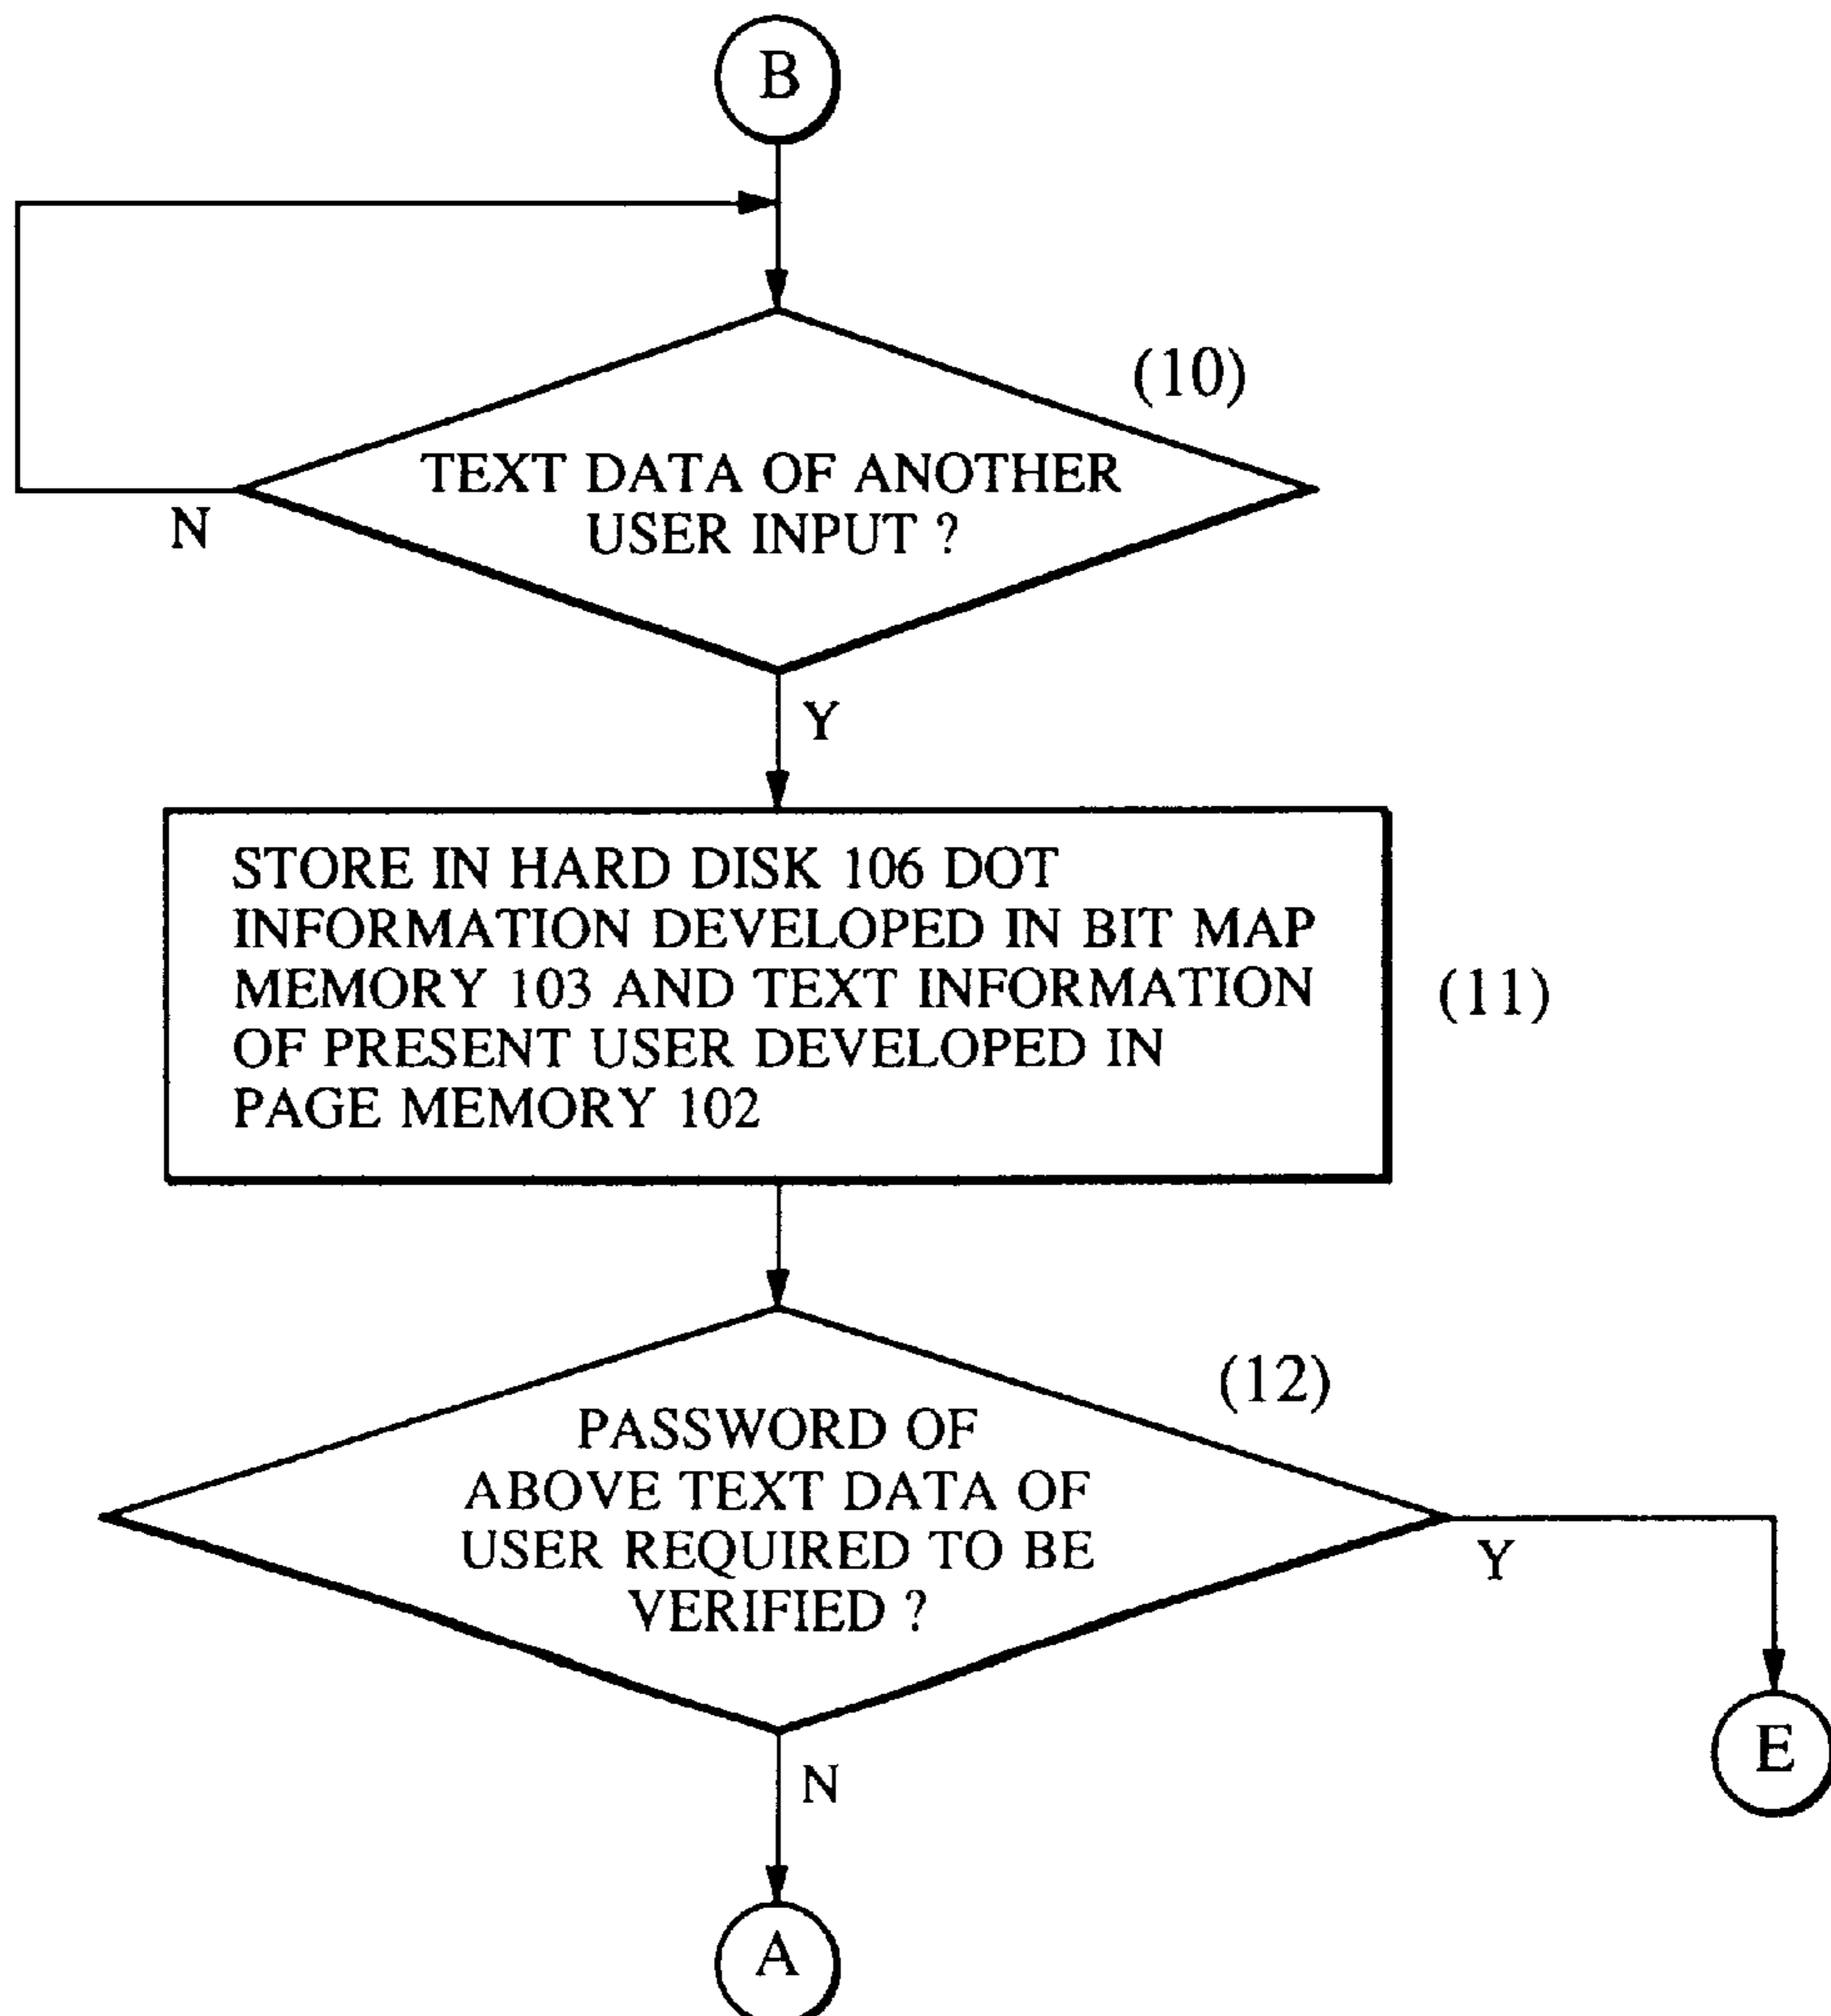 B
(10)
TEXT DATA OF ANOTHER
USER INPUT ?
N
Y
STORE IN HARD DISK 106 DOT
INFORMATION DEVELOPED IN BIT MAP
MEMORY 103 AND TEXT INFORMATION
OF PRESENT USER DEVELOPED IN
PAGE MEMORY 102
(11)
(12)
PASSWORD OF
ABOVE TEXT DATA OF
USER REQUIRED TO BE
VERIFIED ?
Y
E
N
A